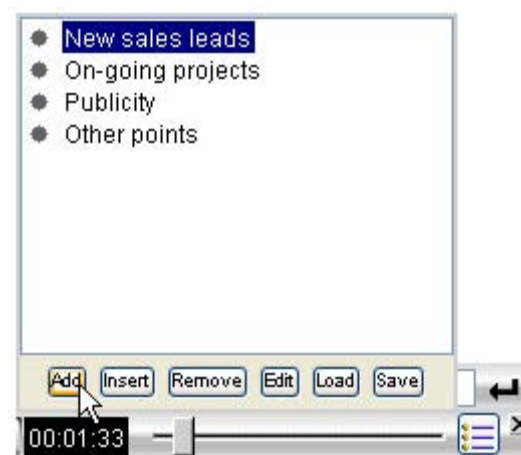 New sales leads
On-going projects
Publicity
Other points
Add Insert Remove Edit Load Save
00:01:33